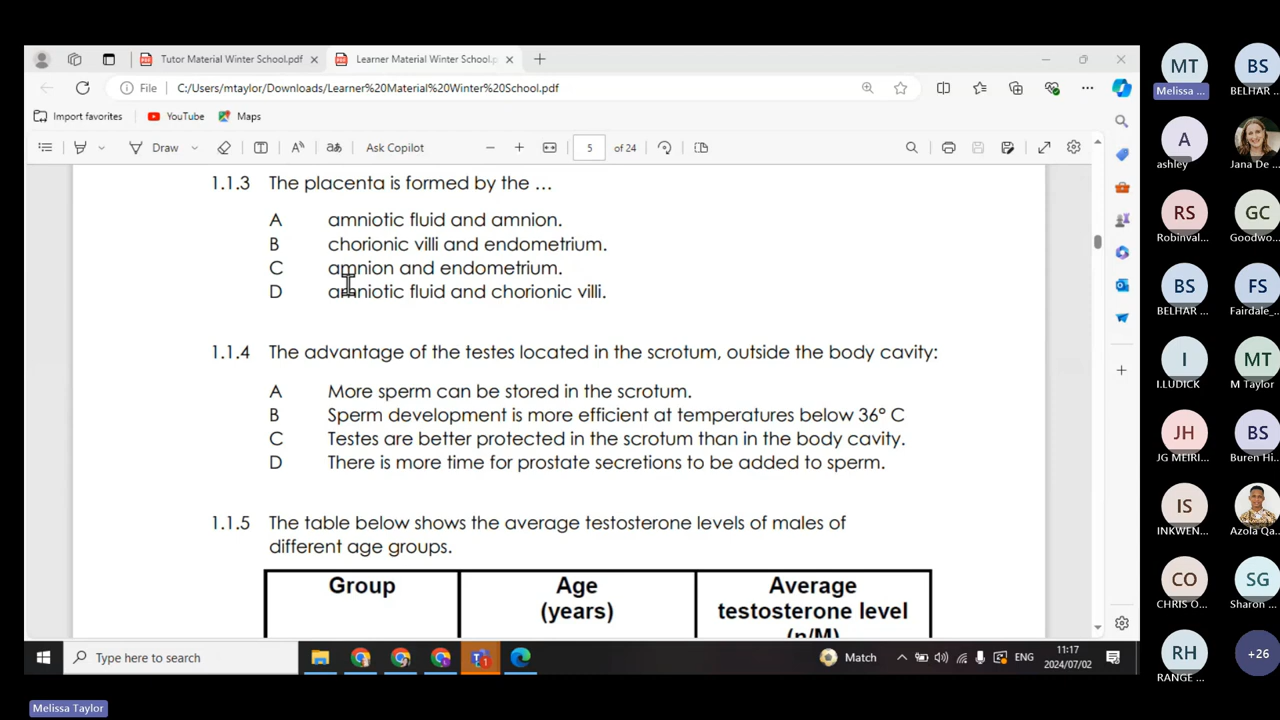 Tutor Material Winter School.pdf
Learner Material Winter School.p
File C:/Users/mtaylor/Downloads/Learner%20Material%20Winter%20School.pdf
Import favorites YouTube Maps
Draw aあ Ask Copilot 5 of 24
1.1.3 The placenta is formed by the …
A amniotic fluid and amnion.
B chorionic villi and endometrium.
C amnion and endometrium.
D amniotic fluid and chorionic villi.
1.1.4 The advantage of the testes located in the scrotum, outside the body cavity:
A More sperm can be stored in the scrotum.
B Sperm development is more efficient at temperatures below 36° C
C Testes are better protected in the scrotum than in the body cavity.
D There is more time for prostate secretions to be added to sperm.
1.1.5 The table below shows the average testosterone levels of males of
different age groups.
Group Age Average
(years) testosterone level
(n/M)
Type here to search
Match
ENG
11:17
2024/07/02
Melissa Taylor
MT
Melissa ...
BS
BELHAR ...
A
ashley
Jana De ...
RS
Robinval...
GC
Goodwo...
BS
BELHAR ...
FS
Fairdale_...
I
I.LUDICK
MT
M Taylor
JH
JG MEIRI...
BS
Buren Hi...
IS
INKWEN...
Azola Qa...
CO
CHRIS O...
SG
Sharon ...
RH
RANGE ...
+26